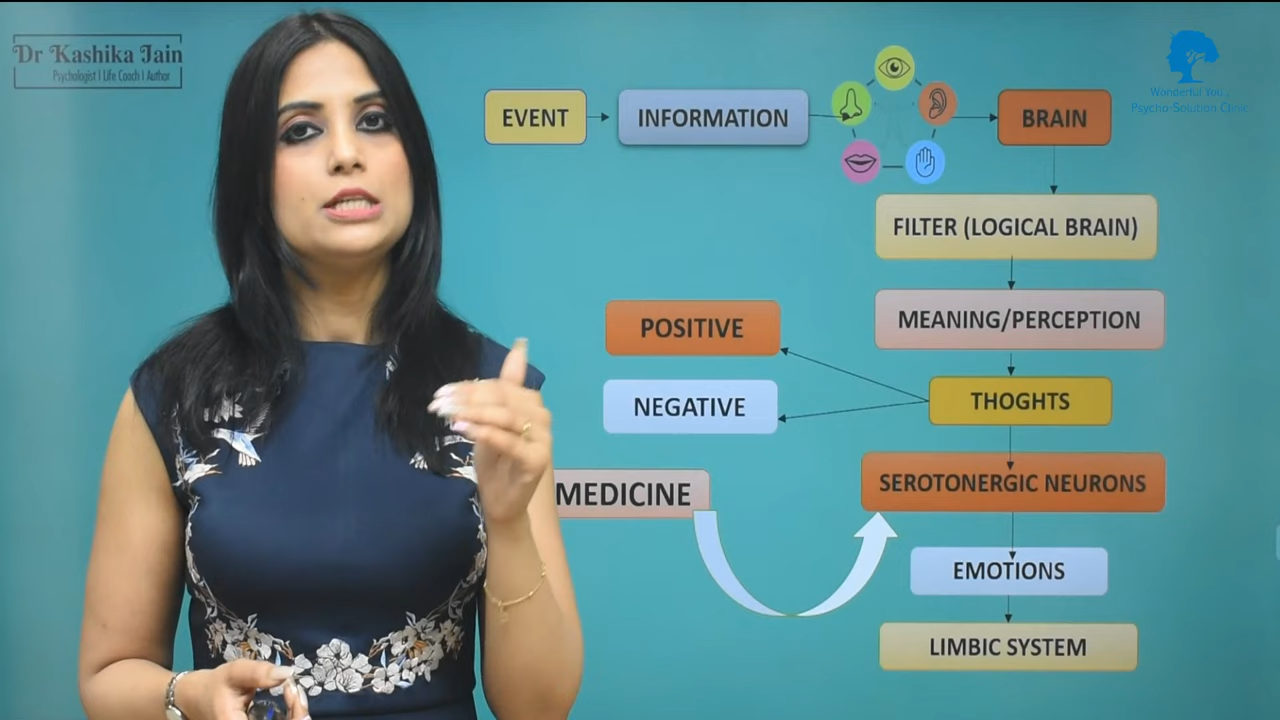 Dr Kashika Jain
Psychologist | Life Coach | Author
EVENT
INFORMATION
BRAIN
Wonderful You..
Psycho-Solution Clinic
FILTER (LOGICAL BRAIN)
MEANING/PERCEPTION
POSITIVE
NEGATIVE
THOGHTS
MEDICINE
SEROTONERGIC NEURONS
EMOTIONS
LIMBIC SYSTEM